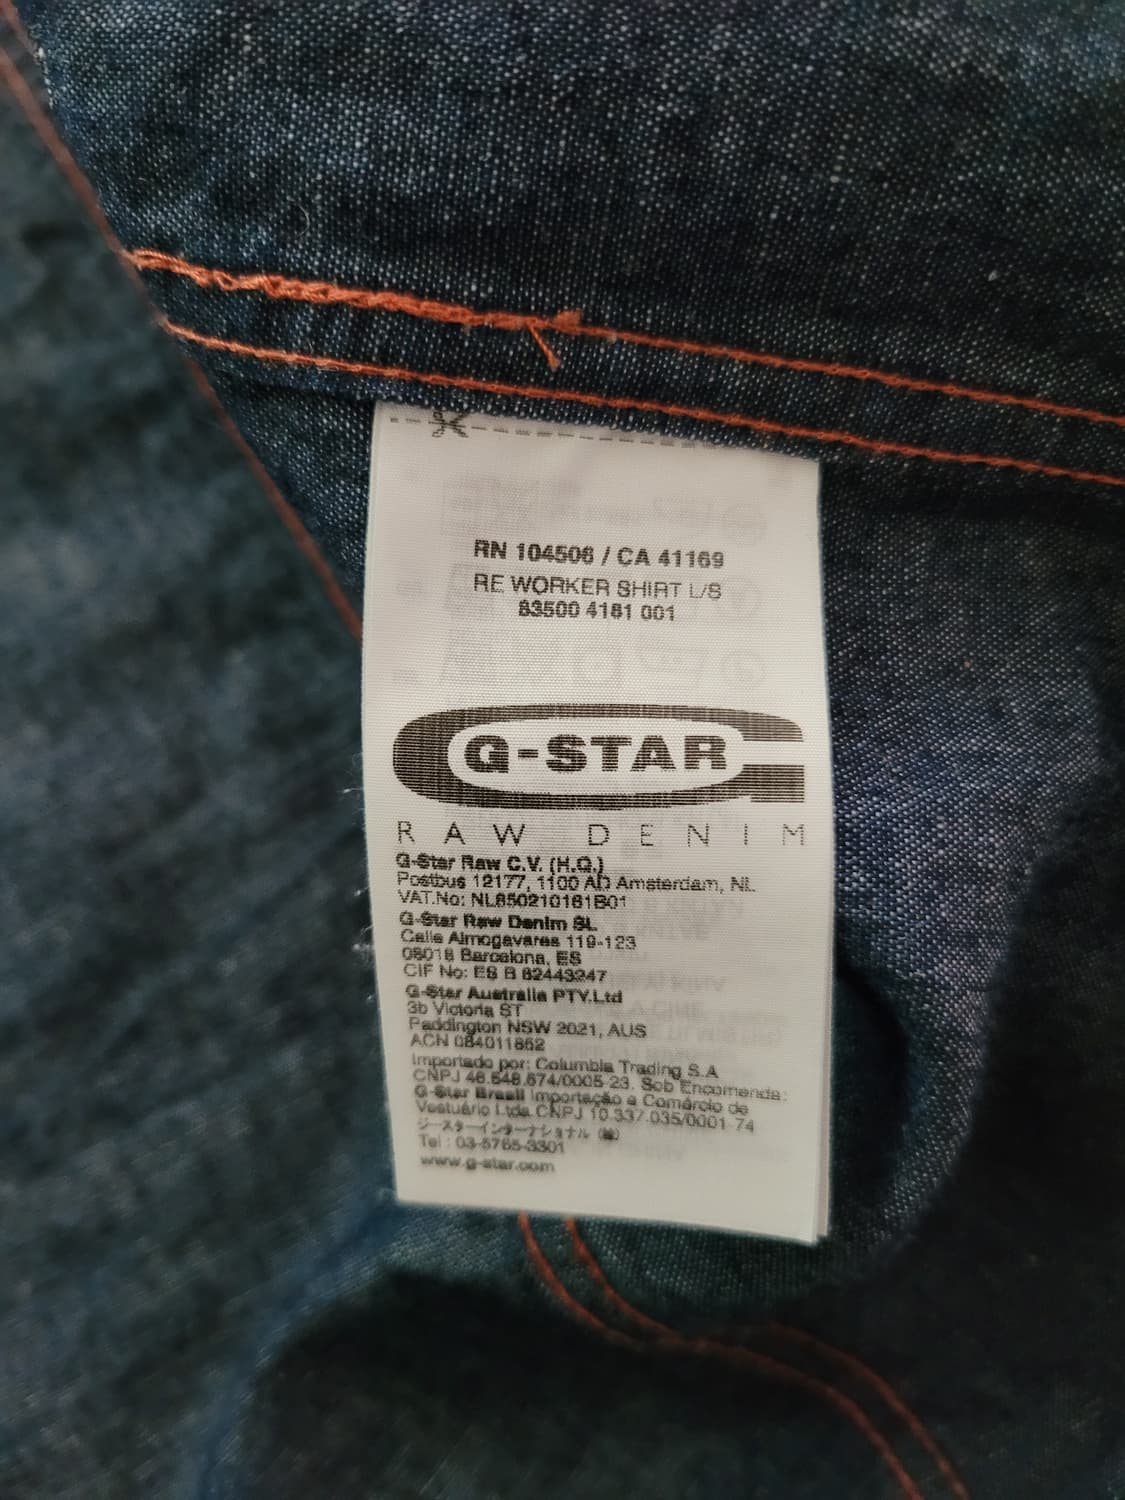 RN 104506 / CA 41169
RE WORKER SHIRT L/S
83500 4161 001
G-STAR
RAW DENIM
G-Star Raw C.V. (H.Q.)
Postbus 12177, 1100 AD Amsterdam, NL
VAT.No: NL850210161B01
G-Star Raw Denim SL
Calle Almogavares 119-123
08018 Barcelona, ES
CIF No: ES B 62443247
G-Star Australia PTY.Ltd
3b Victoria ST
Paddington NSW 2021, AUS
ACN 084011862
Importado por: Columbia Trading S.A
CNPJ 46.548.574/0005-23. Sob Encomenda:
G-Star Brasil Importação e Comércio de
Vestuário Ltda.CNPJ 10.337.035/0001-74
ジースターインターナショナル ㈱
Tel : 03-5765-3301
www.g-star.com